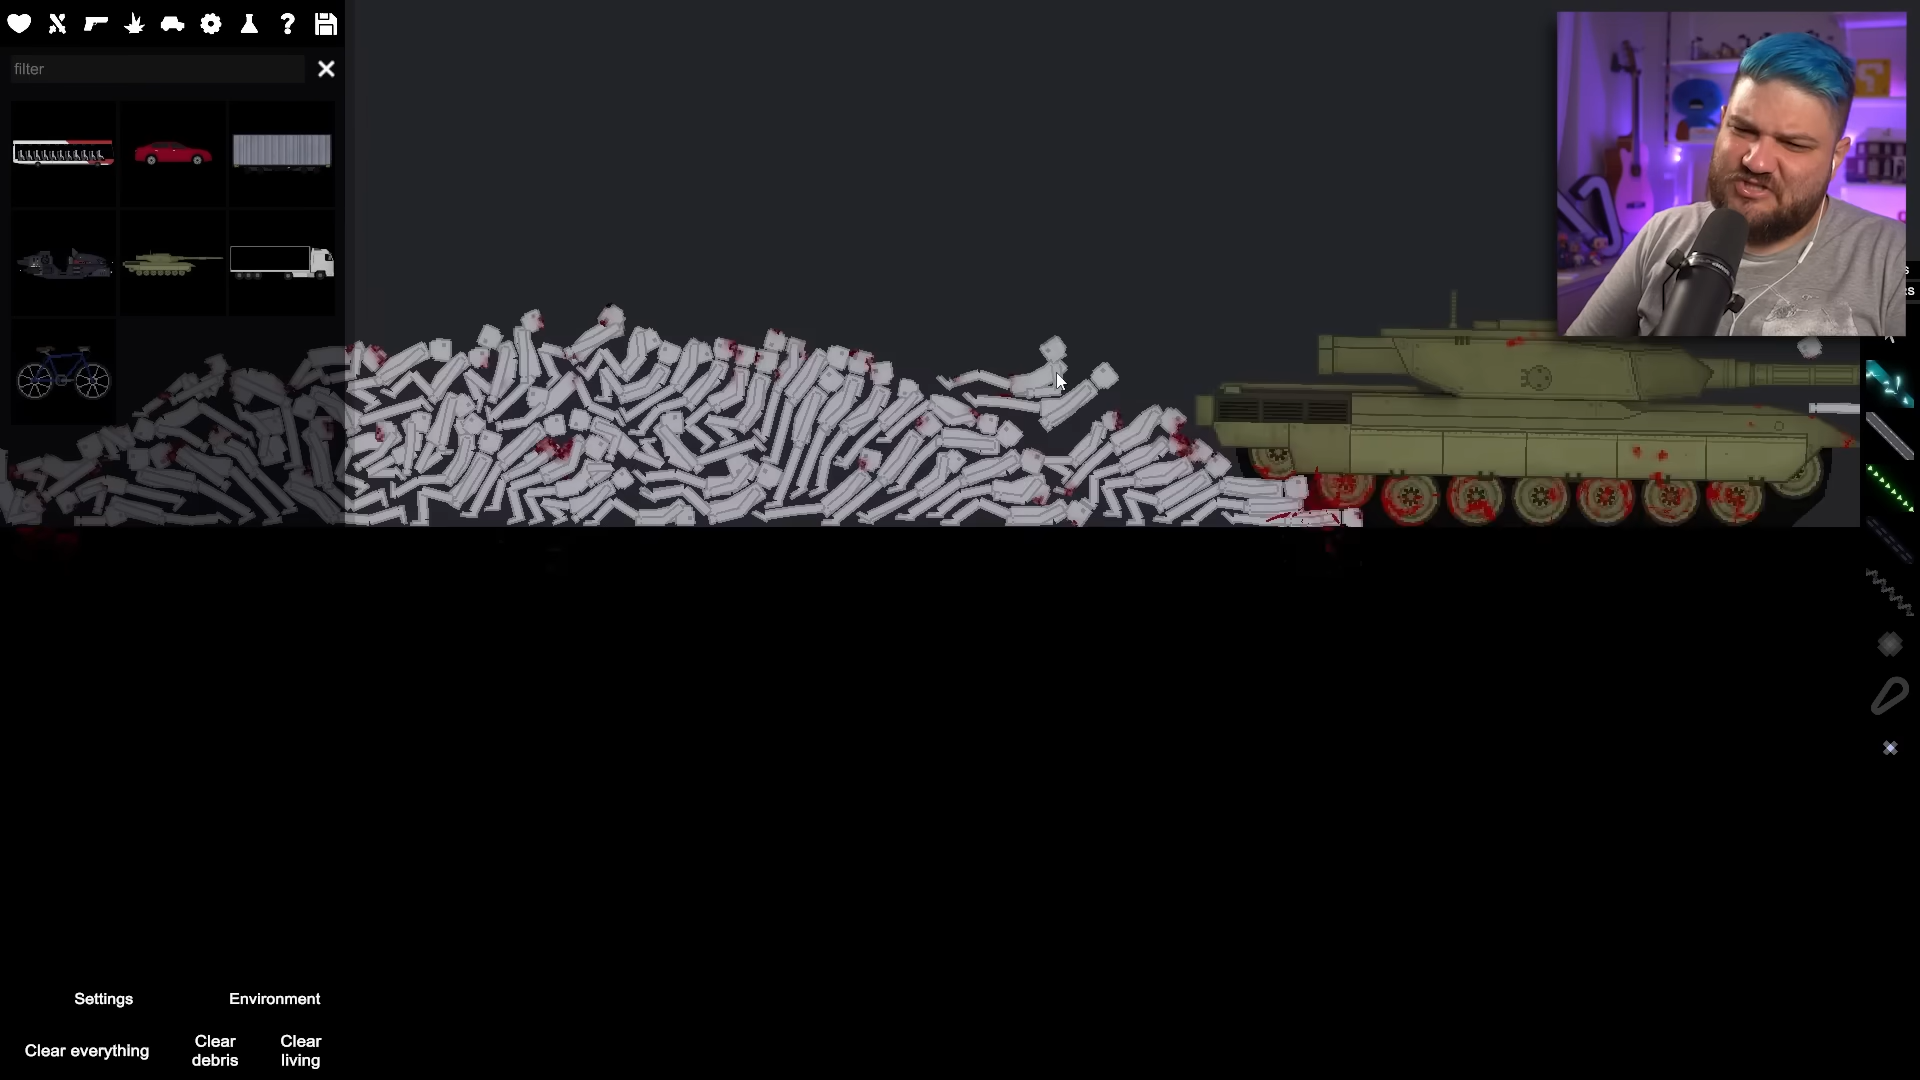 filter
Settings
Environment
Clear everything
Clear
debris
Clear
living